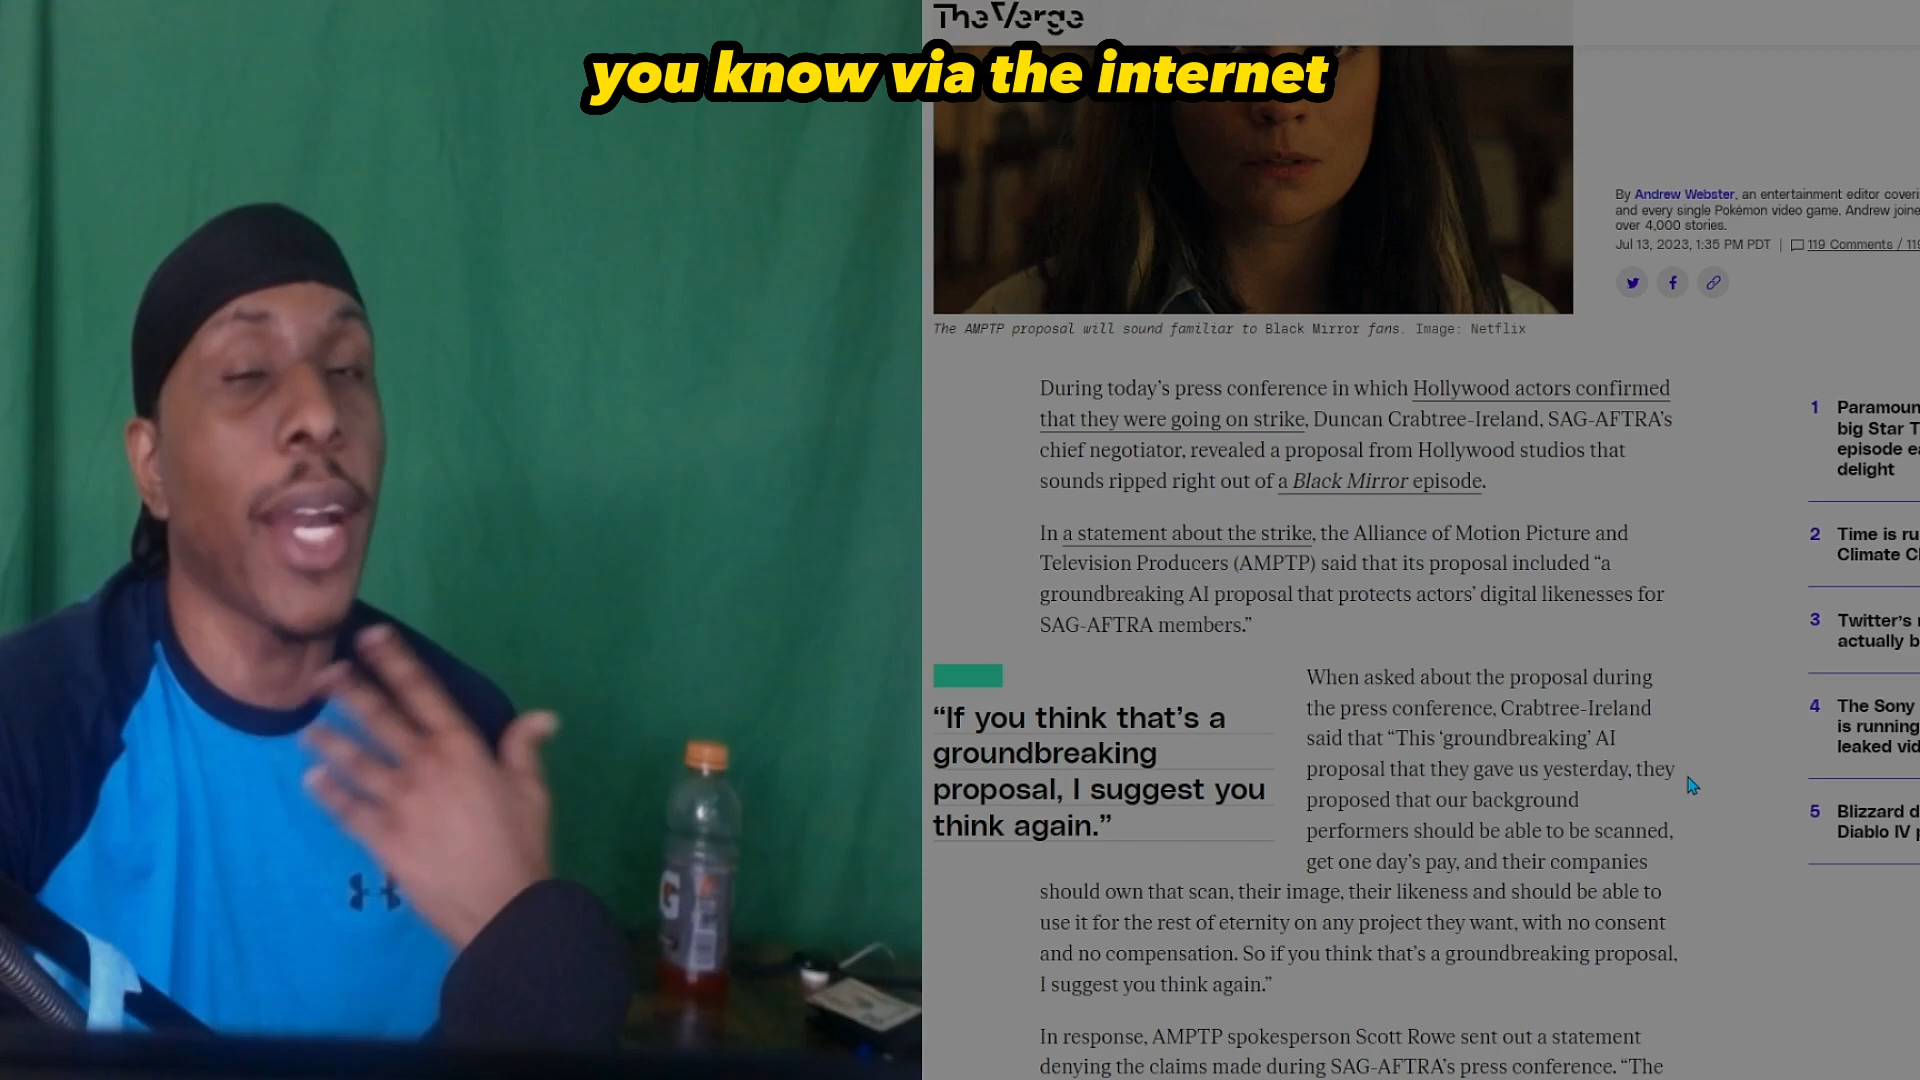 The Verge
you know via the internet
By Andrew Webster, an entertainment editor
and every single Pokémon video game. Andrew
over 4,000 stories.
Jul 13, 2023, 1:35 PM PDT | 119 Comments /
The AMPTP proposal will sound familiar to Black Mirror fans. Image: Netflix
During today's press conference in which Hollywood actors confirmed
that they were going on strike, Duncan Crabtree-Ireland, SAG-AFTRA's
chief negotiator, revealed a proposal from Hollywood studios that
sounds ripped right out of a Black Mirror episode.
In a statement about the strike, the Alliance of Motion Picture and
Television Producers (AMPTP) said that its proposal included “a
groundbreaking AI proposal that protects actors’ digital likenesses for
SAG-AFTRA members.”
“If you think that’s a
groundbreaking
proposal, I suggest you
think again.”
When asked about the proposal during
the press conference, Crabtree-Ireland
said that “This ‘groundbreaking’ AI
proposal that they gave us yesterday, they
proposed that our background
performers should be able to be scanned,
get one day’s pay, and their companies
should own that scan, their image, their likeness and should be able to
use it for the rest of eternity on any project they want, with no consent
and no compensation. So if you think that’s a groundbreaking proposal,
I suggest you think again.”
In response, AMPTP spokesperson Scott Rowe sent out a statement
denying the claims made during SAG-AFTRA’s press conference. “The
1 Paramoun
big Star T
episode
delight
2 Time is
Climate
3 Twitter’s
actually
4 The Sony
is running
leaked
5 Blizzard
Diablo IV
G